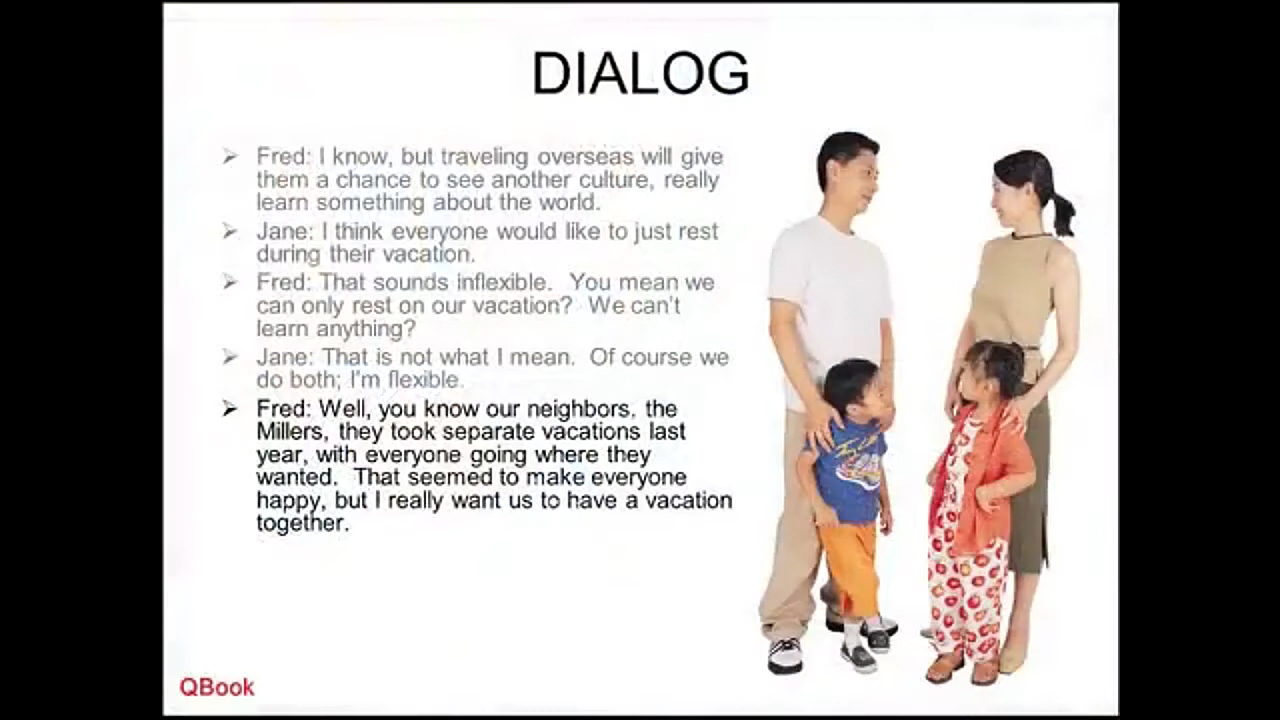 DIALOG
Fred: I know, but traveling overseas will give
them a chance to see another culture, really
learn something about the world.
Jane: I think everyone would like to just rest
during their vacation.
Fred: That sounds inflexible.  You mean we
can only rest on our vacation?  We can't
learn anything?
Jane: That is not what I mean.  Of course we
do both; I'm flexible.
Fred: Well, you know our neighbors. the
Millers, they took separate vacations last
year, with everyone going where they
wanted.  That seemed to make everyone
happy, but I really want us to have a vacation
together.
QBook